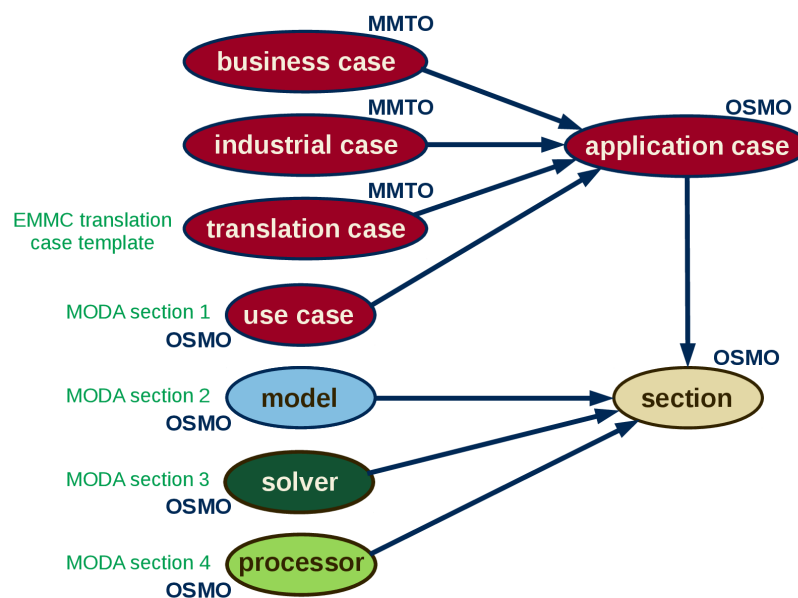 MMTO
business case
MMTO
OSMO
industrial case
application case
MMTO
EMMC translation
case template
translation case
MODA section 1
use case
OSMO
OSMO
MODA section 2
model
section
OSMO
MODA section 3
solver
OSMO
MODA section 4
processor
OSMO